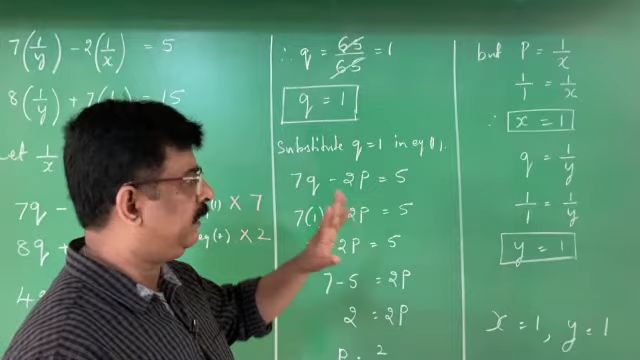 7(1/y) - 2(1/x) = 5
8(1/y) + 7(1/x) = 15
et 1/x
7q -
(1) × 7
8q +
eq(2) × 2
∴ q = 65/65 = 1
q = 1
Substitute q = 1 in eq (1).
7q - 2P = 5
7(1) - 2P = 5
2P = 5
7 - 5 = 2P
2 = 2P
P = 2
but P = 1/x
1/1 = 1/x
∴ x = 1
q = 1/y
1/1 = 1/y
y = 1
x = 1, y = 1